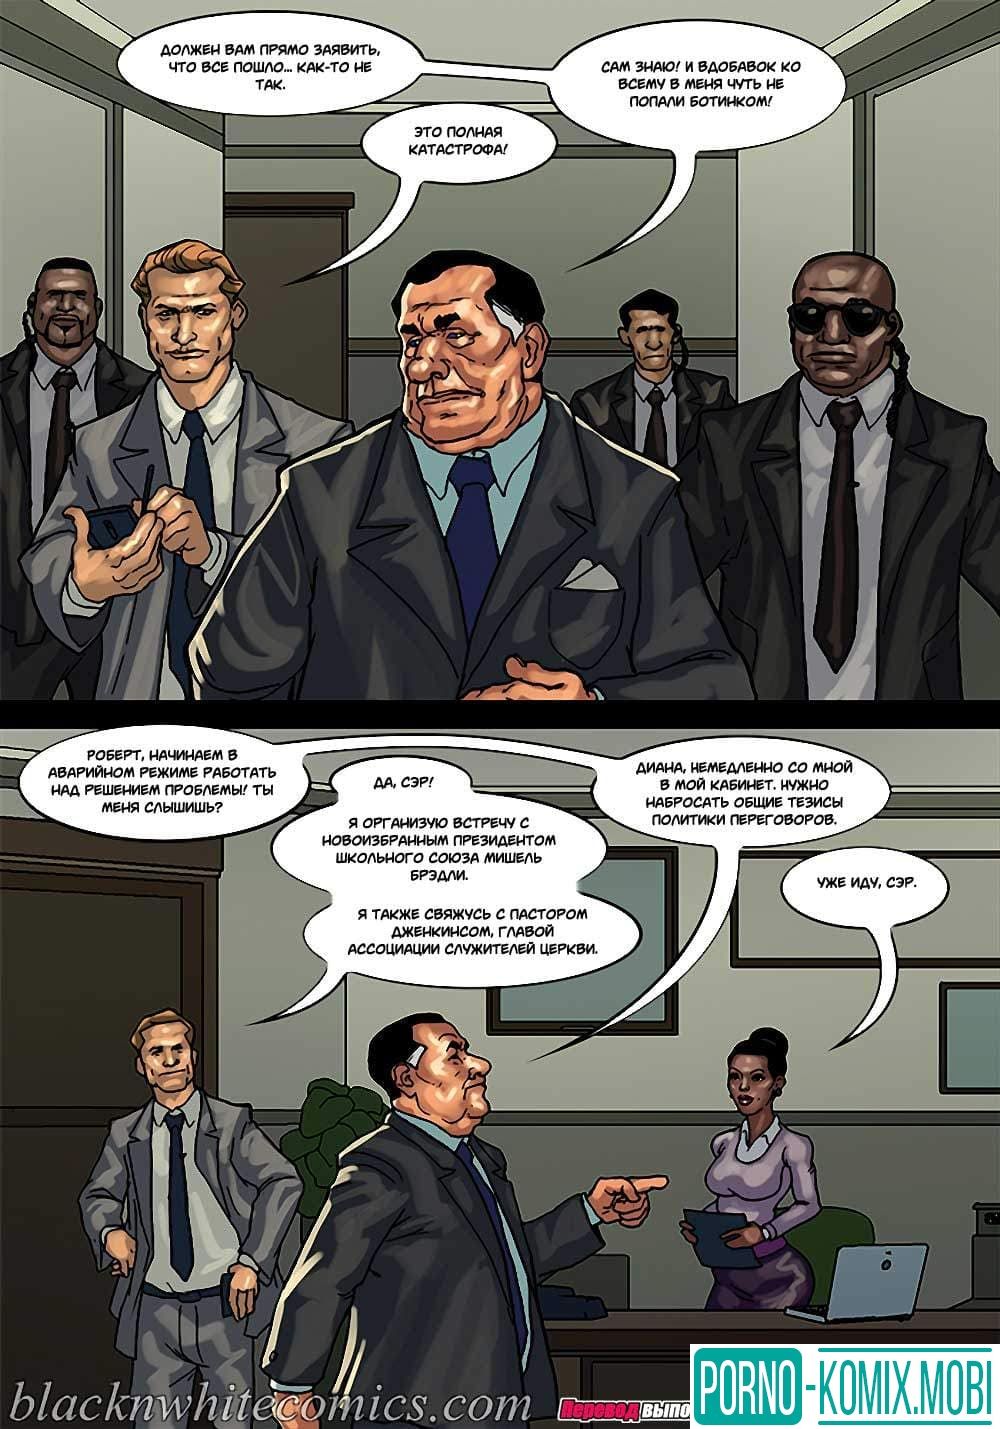 ДОЛЖЕН ВАМ ПРЯМО ЗАЯВИТЬ,
ЧТО ВСЕ ПОШЛО... КАК-ТО НЕ
ТАК.
САМ ЗНАЮ! И ВДОБАВОК КО
ВСЕМУ В МЕНЯ ЧУТЬ НЕ
ПОПАЛИ БОТИНКОМ!
ЭТО ПОЛНАЯ
КАТАСТРОФА!
РОБЕРТ, НАЧИНАЕМ В
АВАРИЙНОМ РЕЖИМЕ РАБОТАТЬ
НАД РЕШЕНИЕМ ПРОБЛЕМЫ! ТЫ
МЕНЯ СЛЫШИШЬ?
ДА, СЭР!
Я ОРГАНИЗУЮ ВСТРЕЧУ С
НОВОИЗБРАННЫМ ПРЕЗИДЕНТОМ
ШКОЛЬНОГО СОЮЗА МИШЕЛЬ
БРЭДЛИ.
Я ТАКЖЕ СВЯЖУСЬ С ПАСТОРОМ
ДЖЕНКИНСОМ, ГЛАВОЙ
АССОЦИАЦИИ СЛУЖИТЕЛЕЙ ЦЕРКВИ.
ДИАНА, НЕМЕДЛЕННО СО МНОЙ
В МОЙ КАБИНЕТ. НУЖНО
НАБРОСАТЬ ОБЩИЕ ТЕЗИСЫ
ПОЛИТИКИ ПЕРЕГОВОРОВ.
УЖЕ ИДУ, СЭР.
blacknwhitecomics.com
Перевод выпо
PORNO-KOMIX.MOBI